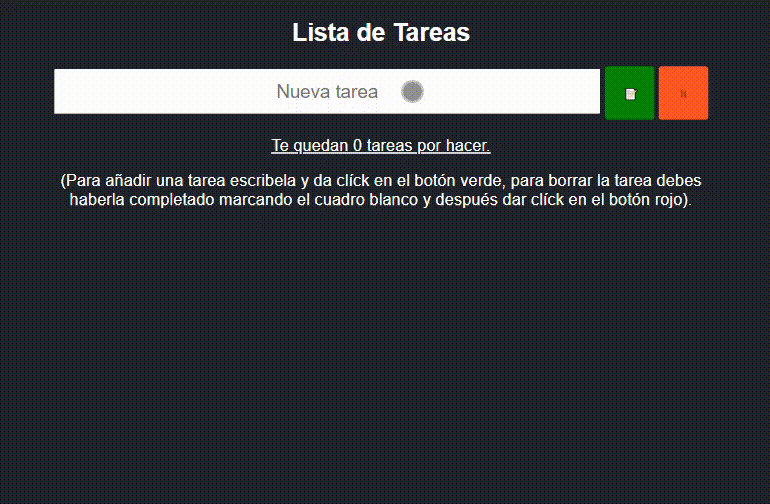 Lista de Tareas
Nueva tarea
Te quedan 0 tareas por hacer.
(Para añadir una tarea escribela y da clíck en el botón verde, para borrar la tarea debes
haberla completado marcando el cuadro blanco y después dar clíck en el botón rojo).